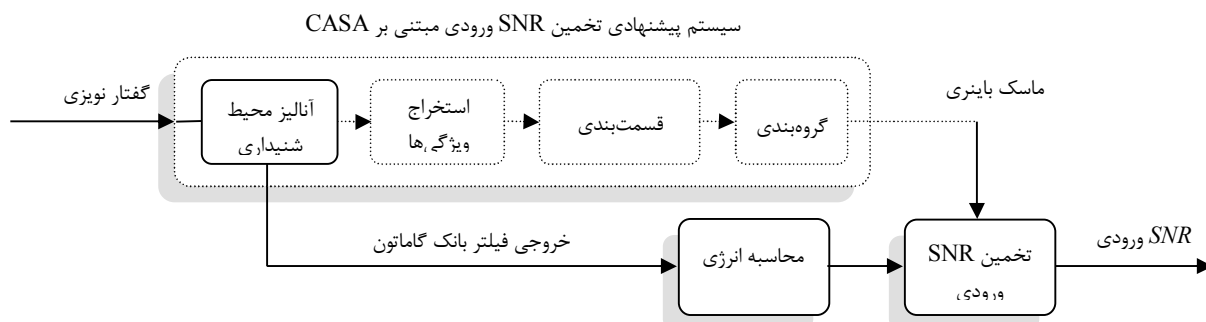 سیستم پیشنهادی تخمین SNR ورودی مبتنی بر CASA
گفتار نویزی
آنالیز محیط
شنیداری
استخراج
ویژگی‌ها
قسمت‌بندی
گروه‌بندی
ماسک باینری
خروجی فیلتر بانک گاماتون
محاسبه انرژی
تخمین SNR
ورودی
SNR ورودی